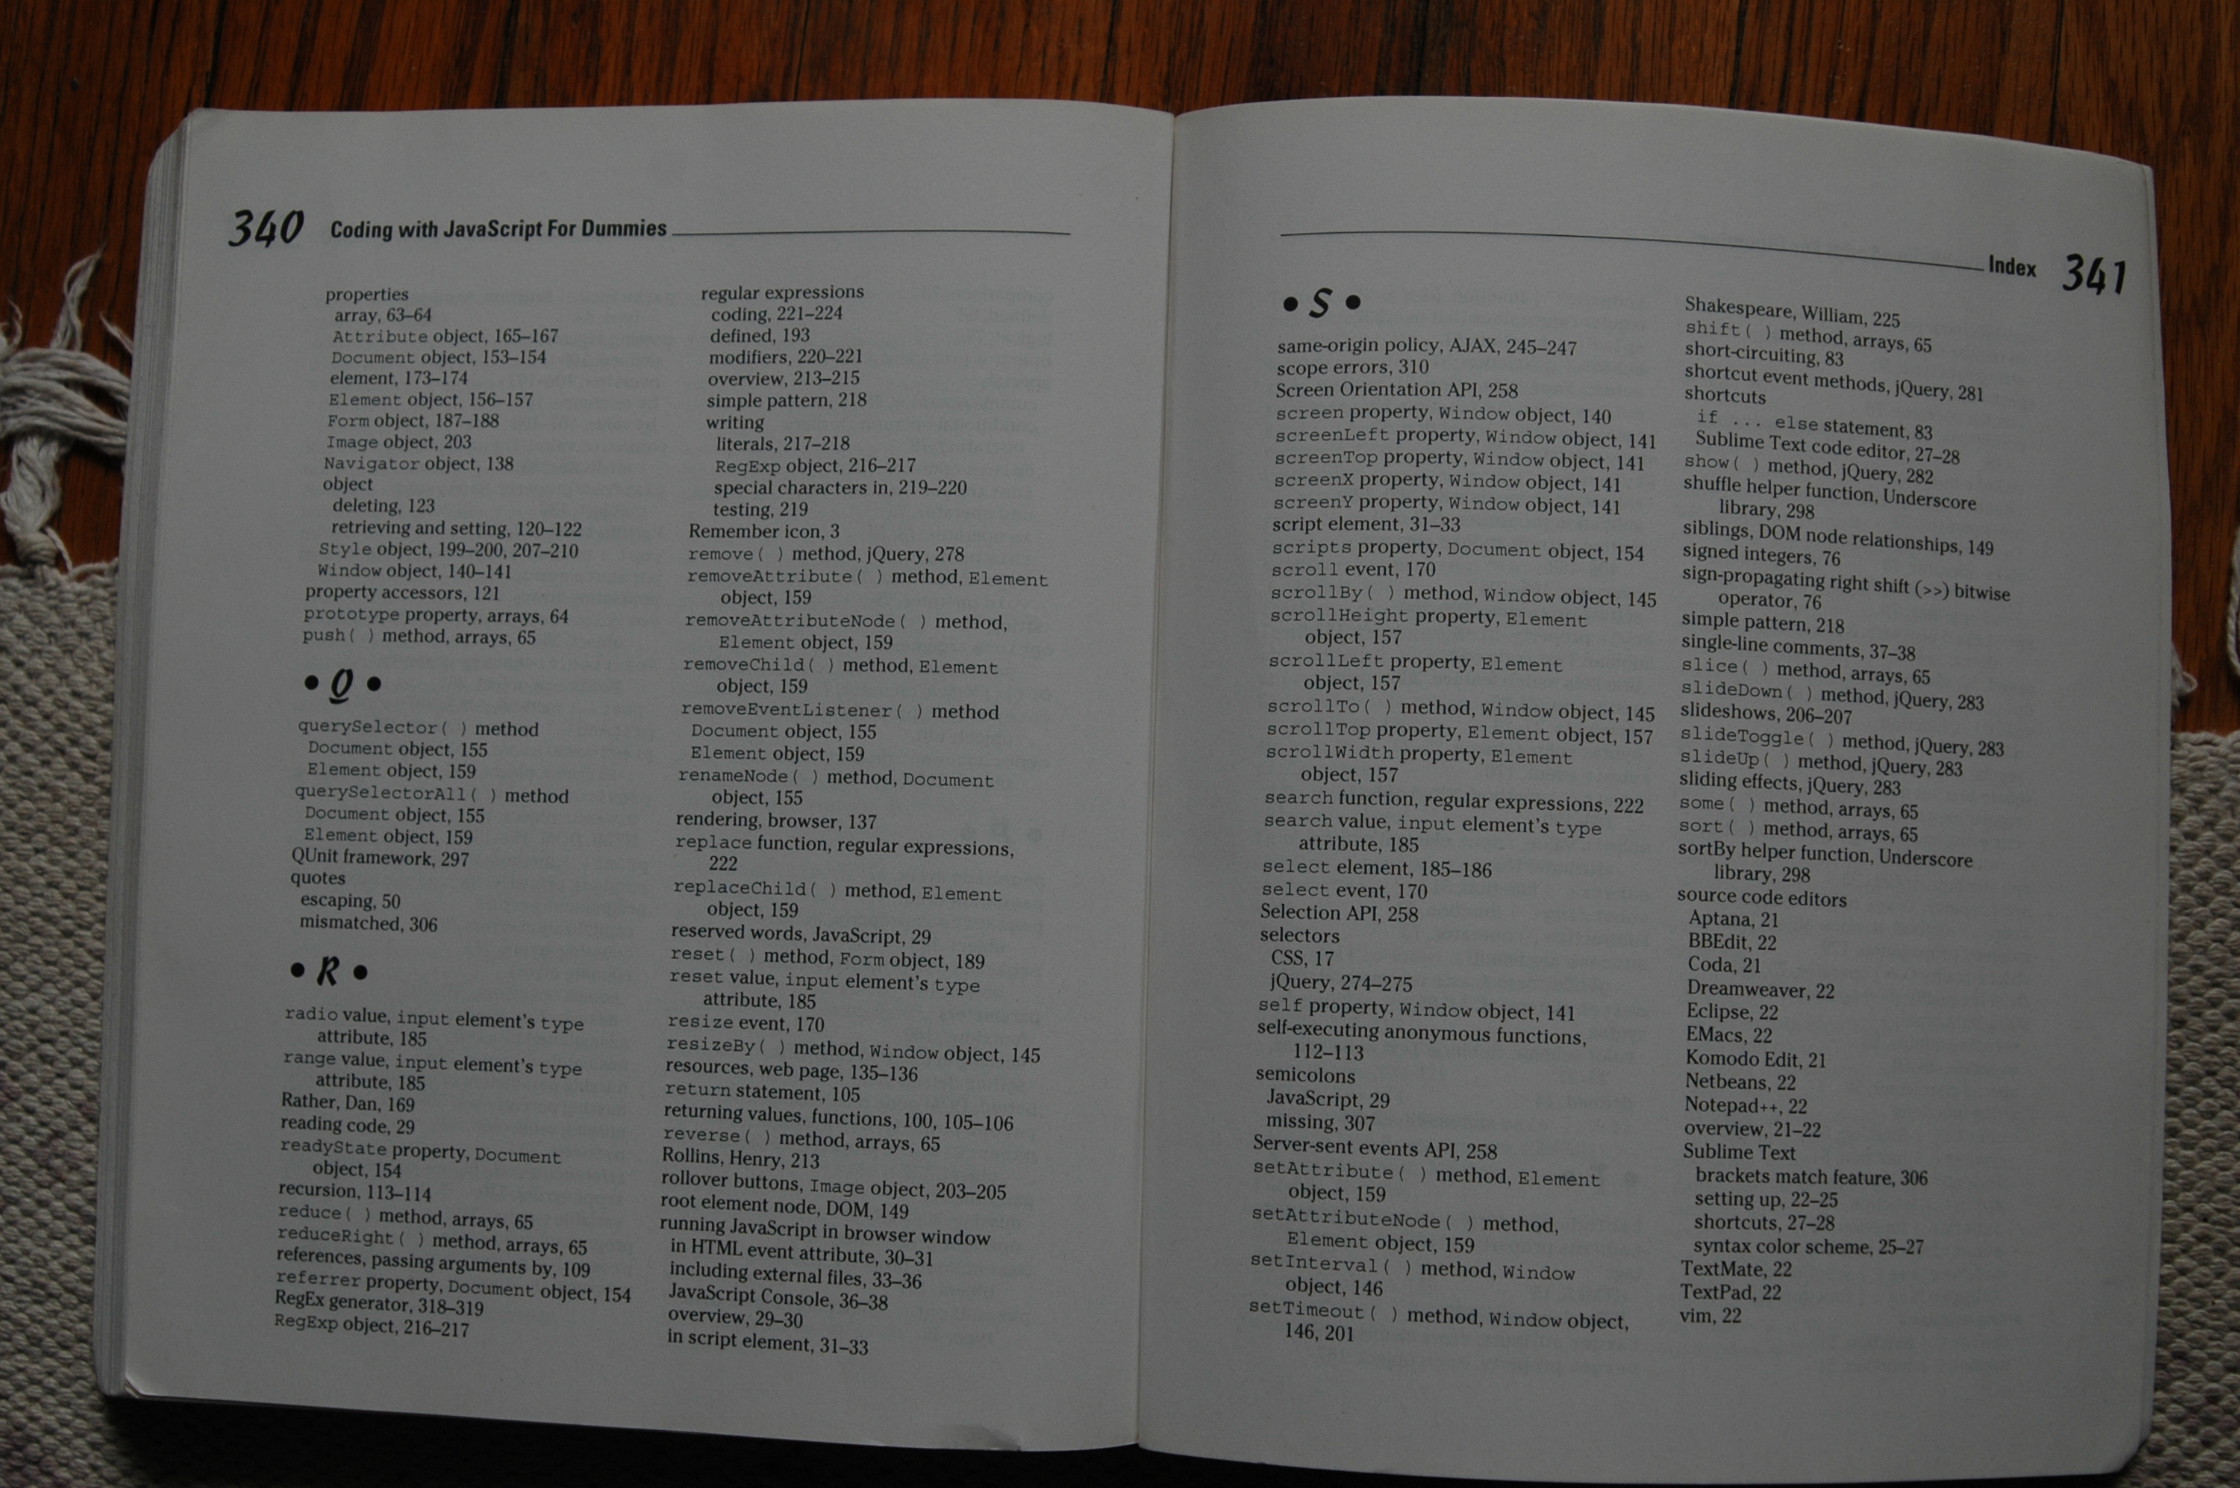 340 Coding with JavaScript For Dummies
properties
array, 63–64
Attribute object, 165–167
Document object, 153–154
element, 173–174
Element object, 156–157
Form object, 187–188
Image object, 203
Navigator object, 138
object
deleting, 123
retrieving and setting, 120–122
Style object, 199–200, 207–210
Window object, 140–141
property accessors, 121
prototype property, arrays, 64
push( ) method, arrays, 65
• Q •
querySelector( ) method
Document object, 155
Element object, 159
querySelectorAll( ) method
Document object, 155
Element object, 159
QUnit framework, 297
quotes
escaping, 50
mismatched, 306
• R •
radio value, input element's type
attribute, 185
range value, input element's type
attribute, 185
Rather, Dan, 169
reading code, 29
readyState property, Document
object, 154
recursion, 113–114
reduce( ) method, arrays, 65
reduceRight( ) method, arrays, 65
references, passing arguments by, 109
referrer property, Document object, 154
RegEx generator, 318–319
RegExp object, 216–217
regular expressions
coding, 221–224
defined, 193
modifiers, 220–221
overview, 213–215
simple pattern, 218
writing
literals, 217–218
RegExp object, 216–217
special characters in, 219–220
testing, 219
Remember icon, 3
remove( ) method, jQuery, 278
removeAttribute( ) method, Element
object, 159
removeAttributeNode( ) method,
Element object, 159
removeChild( ) method, Element
object, 159
removeEventListener( ) method
Document object, 155
Element object, 159
renameNode( ) method, Document
object, 155
rendering, browser, 137
replace function, regular expressions,
222
replaceChild( ) method, Element
object, 159
reserved words, JavaScript, 29
reset( ) method, Form object, 189
reset value, input element's type
attribute, 185
resize event, 170
resizeBy( ) method, Window object, 145
resources, web page, 135–136
return statement, 105
returning values, functions, 100, 105–106
reverse( ) method, arrays, 65
Rollins, Henry, 213
rollover buttons, Image object, 203–205
root element node, DOM, 149
running JavaScript in browser window
in HTML event attribute, 30–31
including external files, 33–36
JavaScript Console, 36–38
overview, 29–30
in script element, 31–33
Index 341
• S •
same-origin policy, AJAX, 245–247
scope errors, 310
Screen Orientation API, 258
screen property, Window object, 140
screenLeft property, Window object, 141
screenTop property, Window object, 141
screenX property, Window object, 141
screenY property, Window object, 141
script element, 31–33
scripts property, Document object, 154
scroll event, 170
scrollBy( ) method, Window object, 145
scrollHeight property, Element
object, 157
scrollLeft property, Element
object, 157
scrollTo( ) method, Window object, 145
scrollTop property, Element object, 157
scrollWidth property, Element
object, 157
search function, regular expressions, 222
search value, input element's type
attribute, 185
select element, 185–186
select event, 170
Selection API, 258
selectors
CSS, 17
jQuery, 274–275
self property, Window object, 141
self-executing anonymous functions,
112–113
semicolons
JavaScript, 29
missing, 307
Server-sent events API, 258
setAttribute( ) method, Element
object, 159
setAttributeNode( ) method,
Element object, 159
setInterval( ) method, Window
object, 146
setTimeout( ) method, Window object,
146, 201
Shakespeare, William, 225
shift( ) method, arrays, 65
short-circuiting, 83
shortcut event methods, jQuery, 281
shortcuts
if ... else statement, 83
Sublime Text code editor, 27–28
show( ) method, jQuery, 282
shuffle helper function, Underscore
library, 298
siblings, DOM node relationships, 149
signed integers, 76
sign-propagating right shift (>>) bitwise
operator, 76
simple pattern, 218
single-line comments, 37–38
slice( ) method, arrays, 65
slideDown( ) method, jQuery, 283
slideshows, 206–207
slideToggle( ) method, jQuery, 283
slideUp( ) method, jQuery, 283
sliding effects, jQuery, 283
some( ) method, arrays, 65
sort( ) method, arrays, 65
sortBy helper function, Underscore
library, 298
source code editors
Aptana, 21
BBEdit, 22
Coda, 21
Dreamweaver, 22
Eclipse, 22
EMacs, 22
Komodo Edit, 21
Netbeans, 22
Notepad++, 22
overview, 21–22
Sublime Text
brackets match feature, 306
setting up, 22–25
shortcuts, 27–28
syntax color scheme, 25–27
TextMate, 22
TextPad, 22
vim, 22